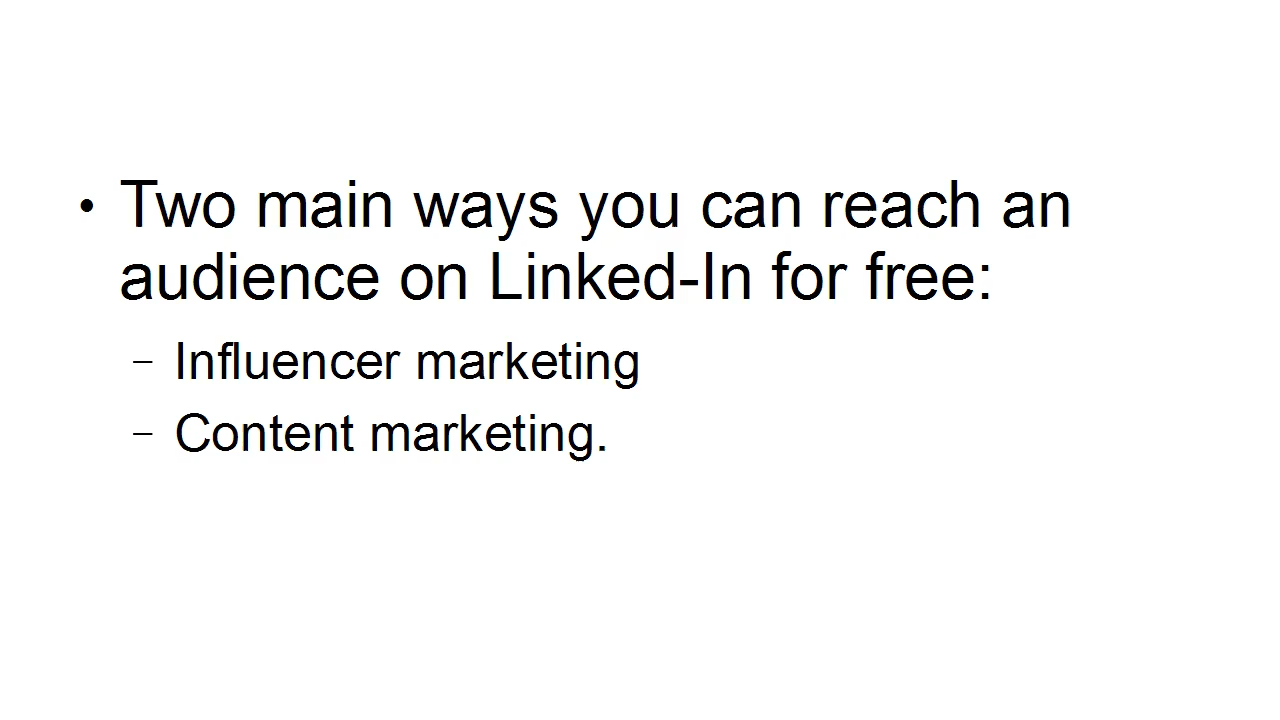 • Two main ways you can reach an
audience on Linked-In for free:
– Influencer marketing
– Content marketing.